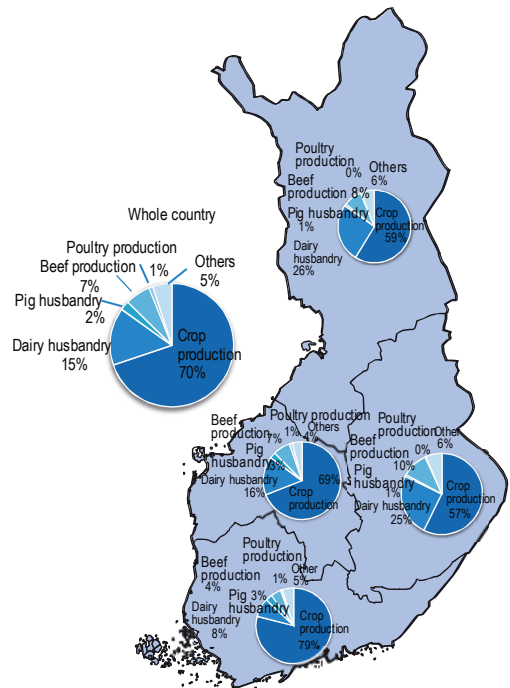 Poultry
production
0%
Others
6%
Beef
production 8%
Pig husbandry
1%
Crop
production
59%
Dairy
husbandry
26%
Whole country
Poultry production
1%
Beef production
7%
Others
5%
Pig husbandry
2%
Dairy husbandry
15%
Crop
production
70%
Beef
production
7%
Poultry production
1%
Others
4%
Pig
husbandry
3%
Dairy husbandry
16%
69%
Crop
production
Poultry
production
0%
Other
6%
Beef
production
10%
Pig
husbandry
1%
Dairy husbandry
25%
Crop
production
57%
Poultry
production
1%
Other
5%
Beef
production
4%
Pig 3%
husbandry
Dairy
husbandry
8%
Crop
production
79%